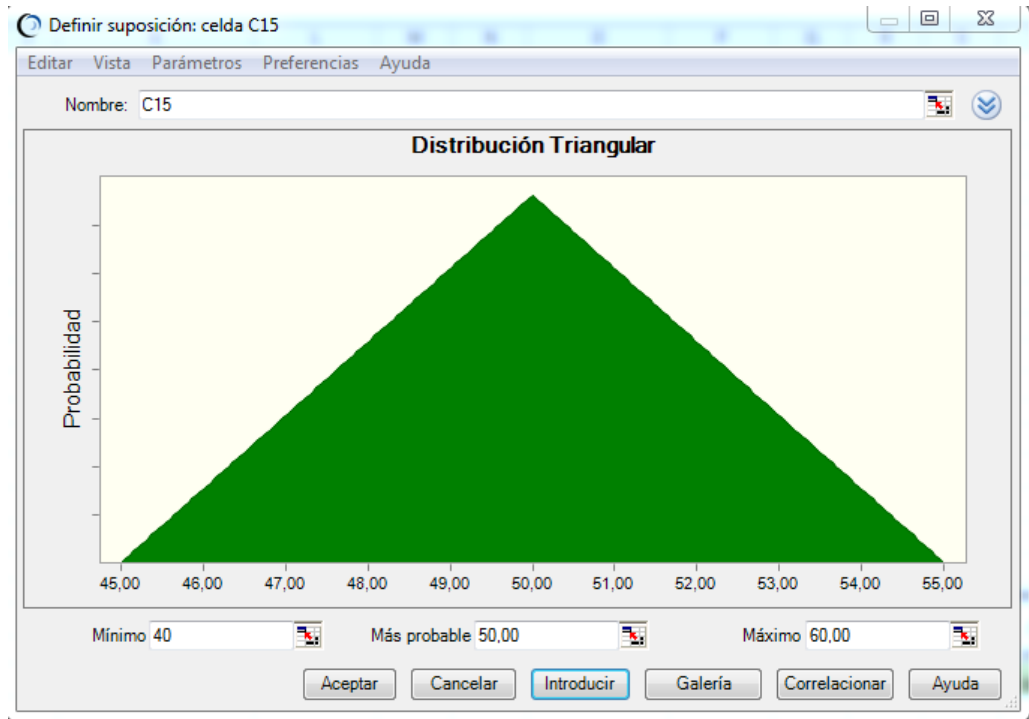 Definir suposición: celda C15
Editar Vista Parámetros Preferencias Ayuda
Nombre: C15
Distribución Triangular
Probabilidad
45,00 46,00 47,00 48,00 49,00 50,00 51,00 52,00 53,00 54,00 55,00
Mínimo 40 Más probable 50,00 Máximo 60,00
Aceptar Cancelar Introducir Galería Correlacionar Ayuda